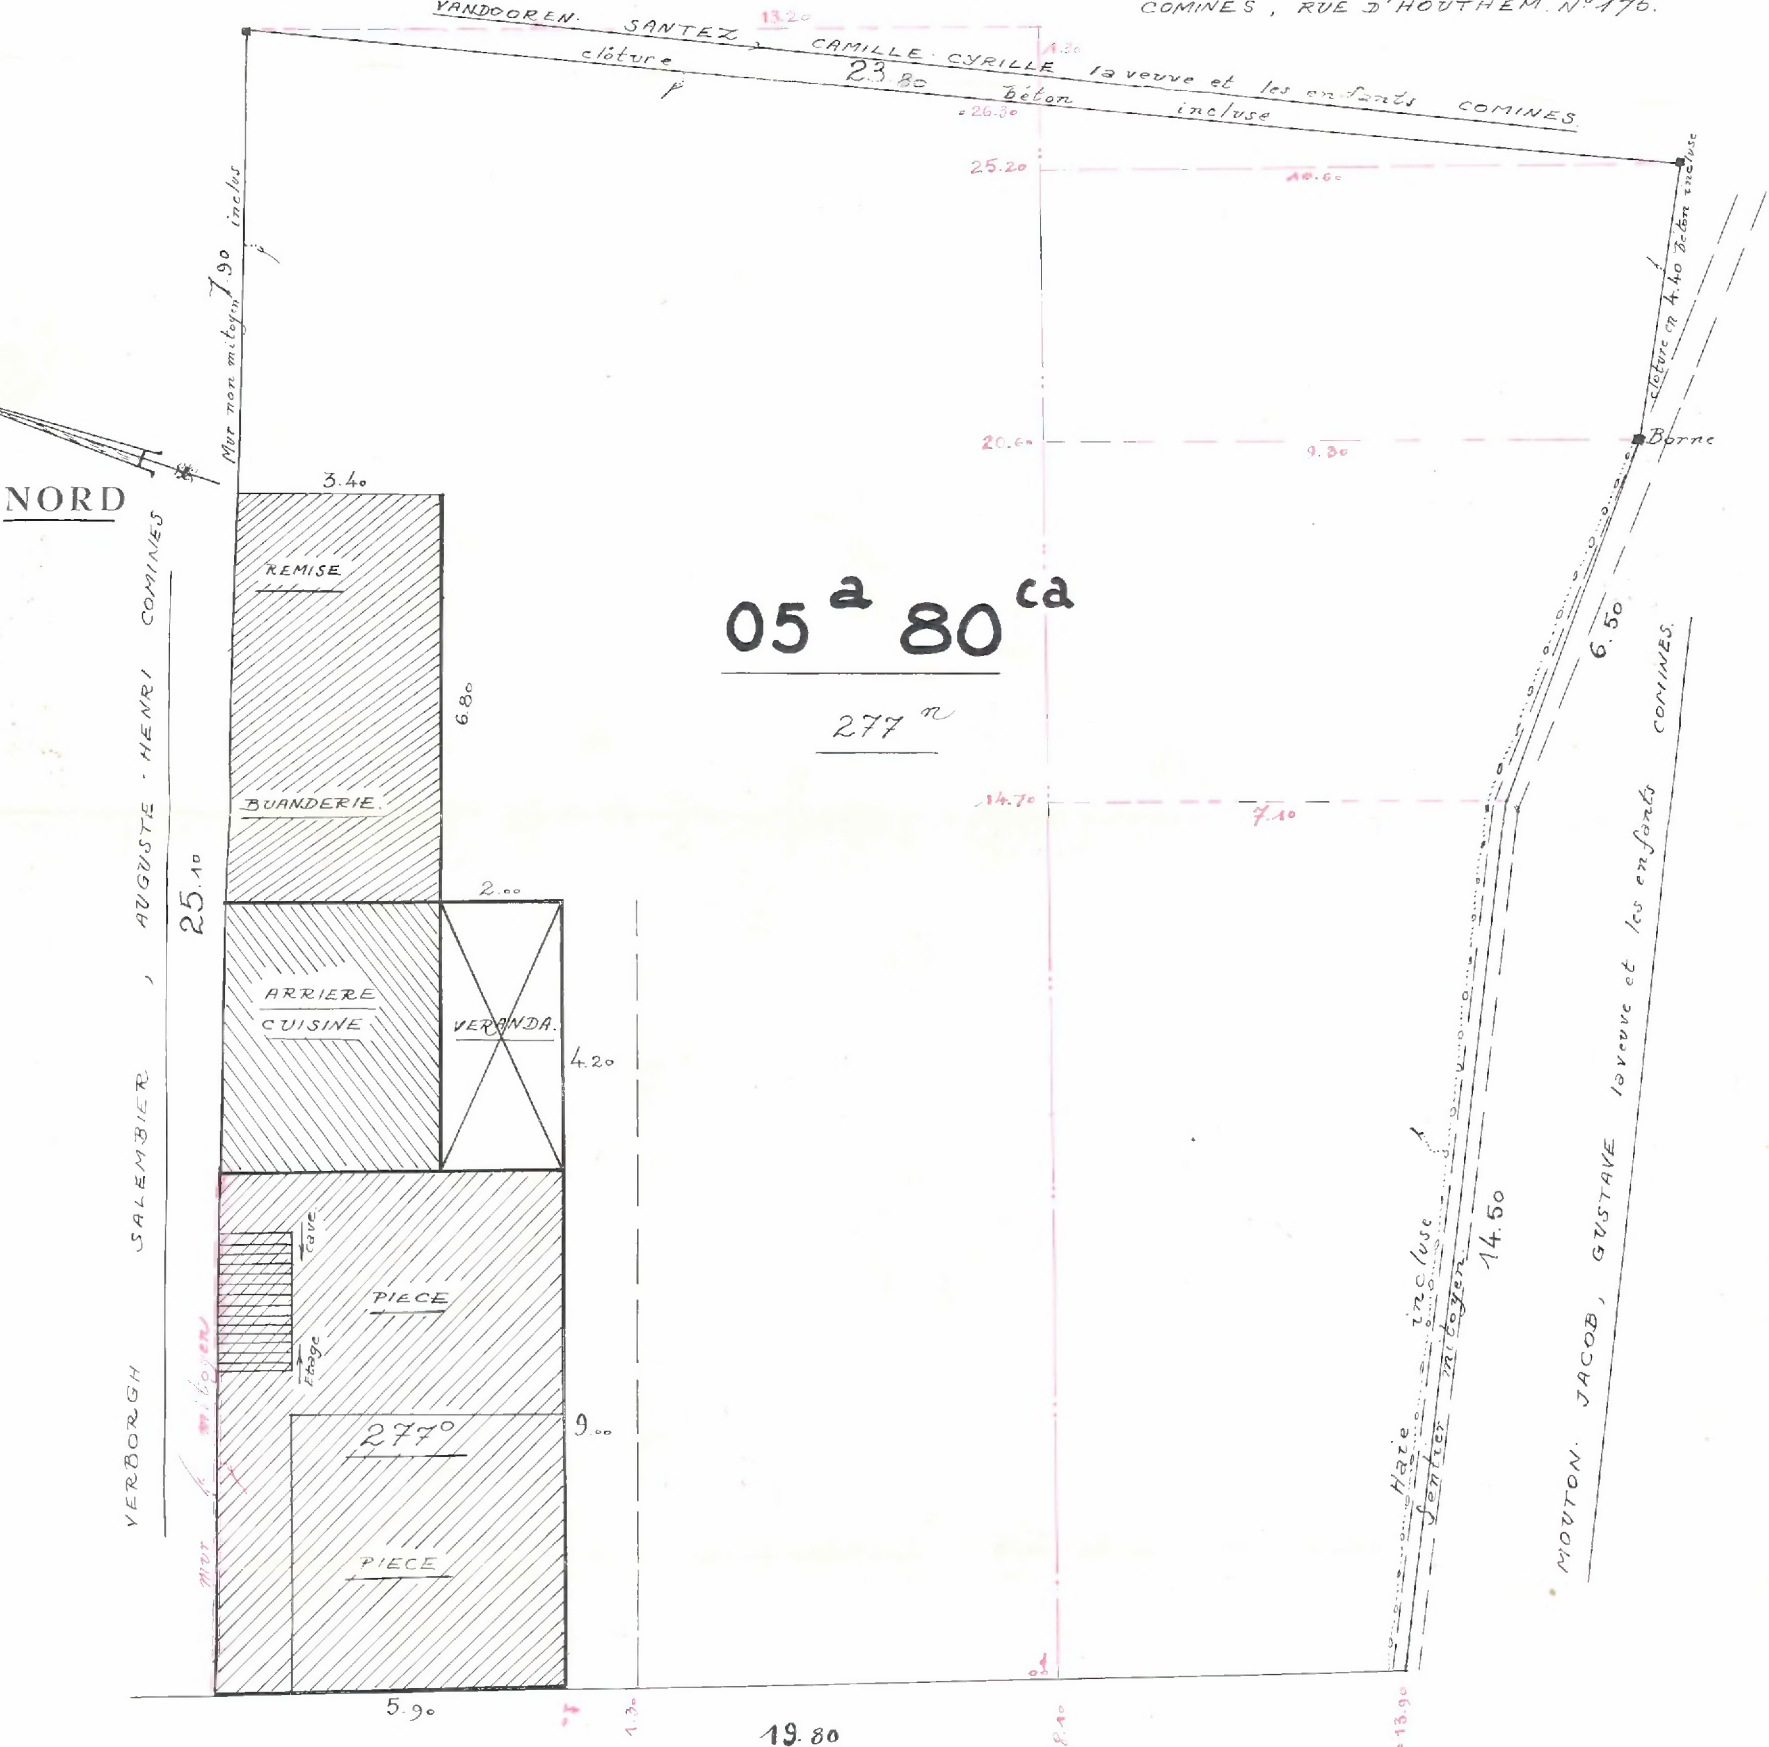 COMINES, RUE D'HOUTHEM. N° 175.
VANDOOREN. SANTEZ, CAMILLE. CYRILLE la veuve et les enfants COMINES.
13.20
1.30
clôture 23.80 béton incluse
26.30
25.20
10.60
Mur non mitoyen 7.90 inclus
clôture en 4.40 béton incluse
20.60
9.30
Borne
NORD
3.40
REMISE
6.80
05 a 80 ca
277 n
6.50
BUANDERIE.
14.70
7.10
25.10
2.00
ARRIERE
CUISINE
VERANDA.
4.20
VERBORGH SALEMBIER, AUGUSTE. HENRI COMINES
MOUTON. JACOB, GUSTAVE la veuve et les enfants COMINES.
Cave
PIECE
Etage
14.50
Haie incluse
Sentier mitoyen
mur mitoyen
277°
9.00
PIECE
5.90
1.30
19.80
8.10
13.90